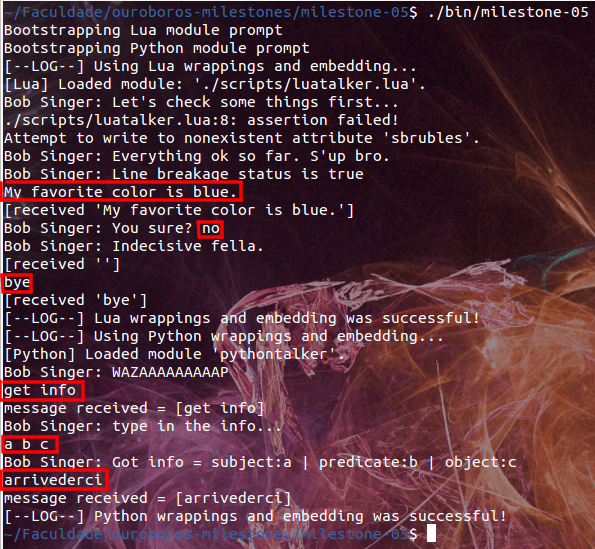 ~/Faculdade/ouroboros-milestones/milestone-05$ ./bin/milestone-05
Bootstrapping Lua module prompt
Bootstrapping Python module prompt
[--LOG--] Using Lua wrappings and embedding...
[Lua] Loaded module: './scripts/luatalker.lua'.
Bob Singer: Let's check some things first...
./scripts/luatalker.lua:8: assertion failed!
Attempt to write to nonexistent attribute 'sbrubles'.
Bob Singer: Everything ok so far. S'up bro.
Bob Singer: Line breakage status is true
My favorite color is blue.
[received 'My favorite color is blue.']
Bob Singer: You sure? no
Bob Singer: Indecisive fella.
[received '']
bye
[received 'bye']
[--LOG--] Lua wrappings and embedding was successful!
[--LOG--] Using Python wrappings and embedding...
[Python] Loaded module 'pythontalker'.
Bob Singer: WAZAAAAAAAAAP
get info
message received = [get info]
Bob Singer: type in the info...
a b c
Bob Singer: Got info = subject:a | predicate:b | object:c
arrivederci
message received = [arrivederci]
[--LOG--] Python wrappings and embedding was successful!
~/Faculdade/ouroboros-milestones/milestone-05$